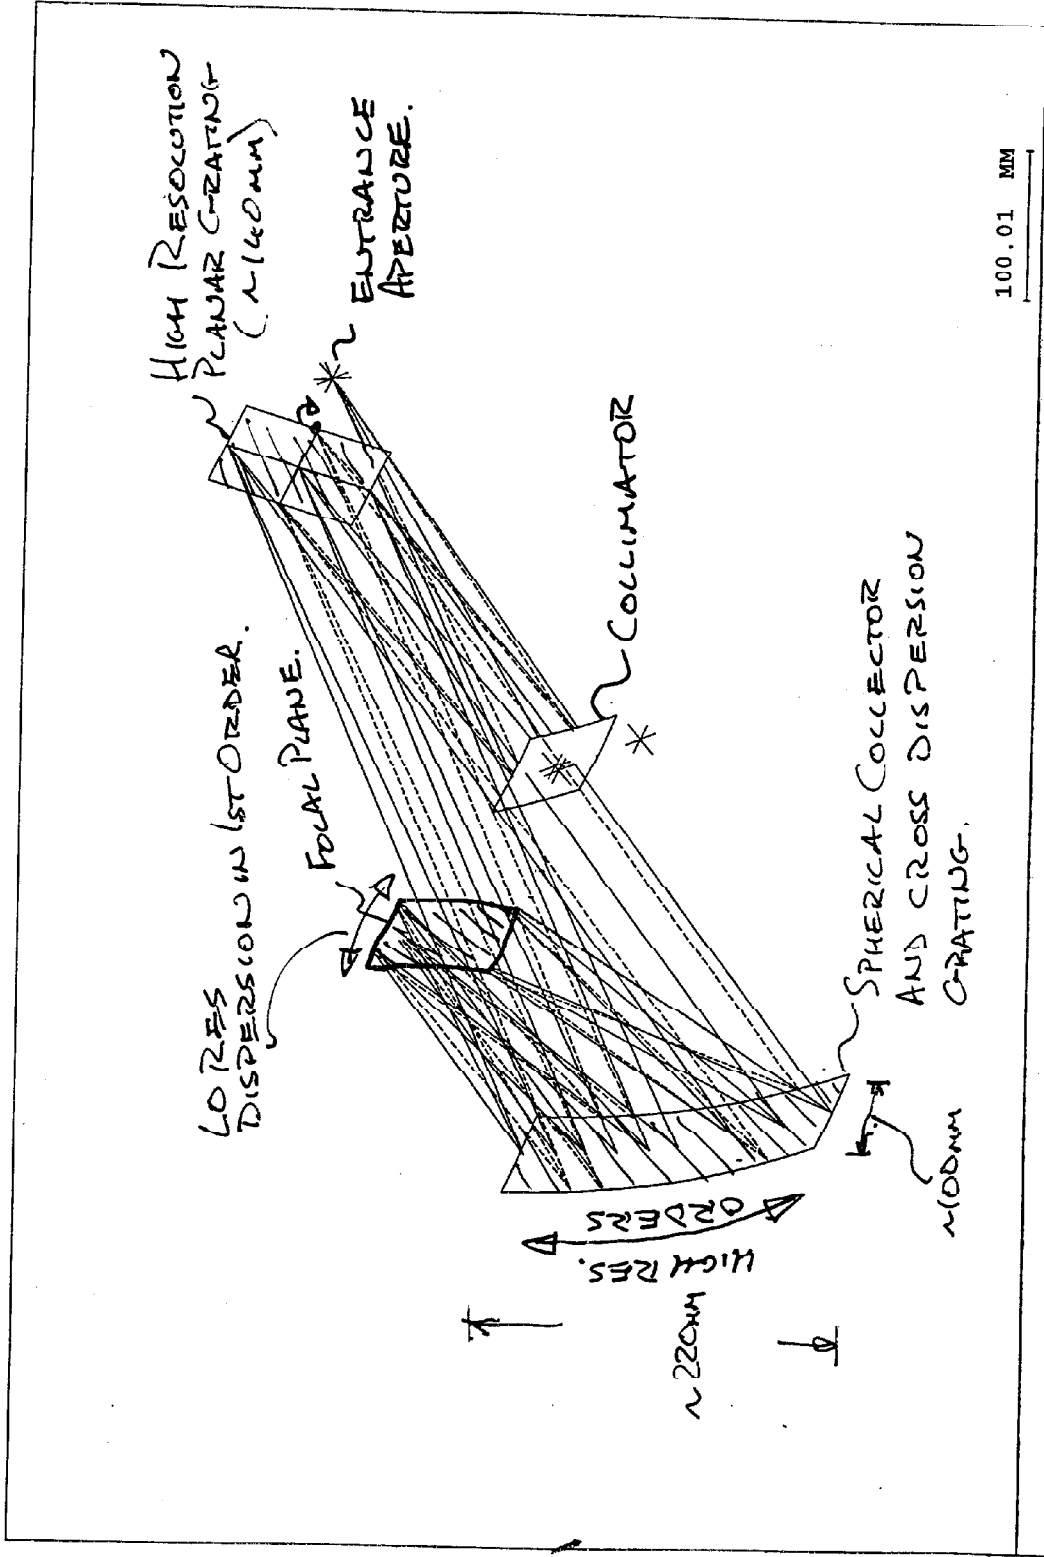 HIGH RESOLUTION
PLANAR GRATING
(~140MM)
ENTRANCE
APERTURE.
LO RES
DISPERSION IN 1ST ORDER.
FOCAL PLANE.
COLLIMATOR
SPHERICAL COLLECTOR
AND CROSS DISPERSION
GRATING.
~100MM
HIGH RES.
ORDERS
~220MM
100.01 MM